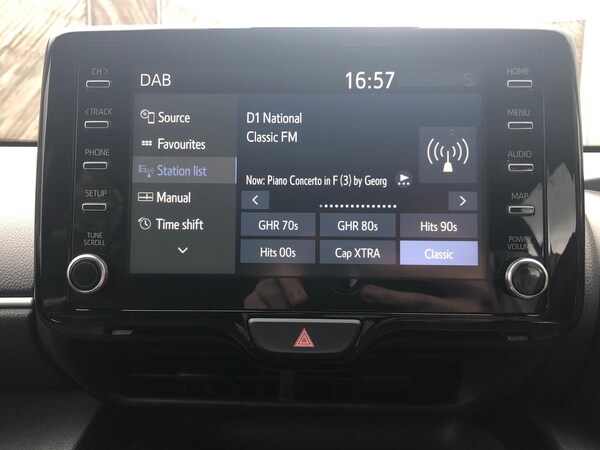 CH >
< TRACK
PHONE
SETUP
TUNE
SCROLL
DAB
16:57
Source
Favourites
Station list
Manual
Time shift
D1 National
Classic FM
Now: Piano Concerto in F (3) by Georg
<
>
GHR 70s
GHR 80s
Hits 90s
Hits 00s
Cap XTRA
Classic
HOME
MENU
AUDIO
MAP
POWER
VOLUME